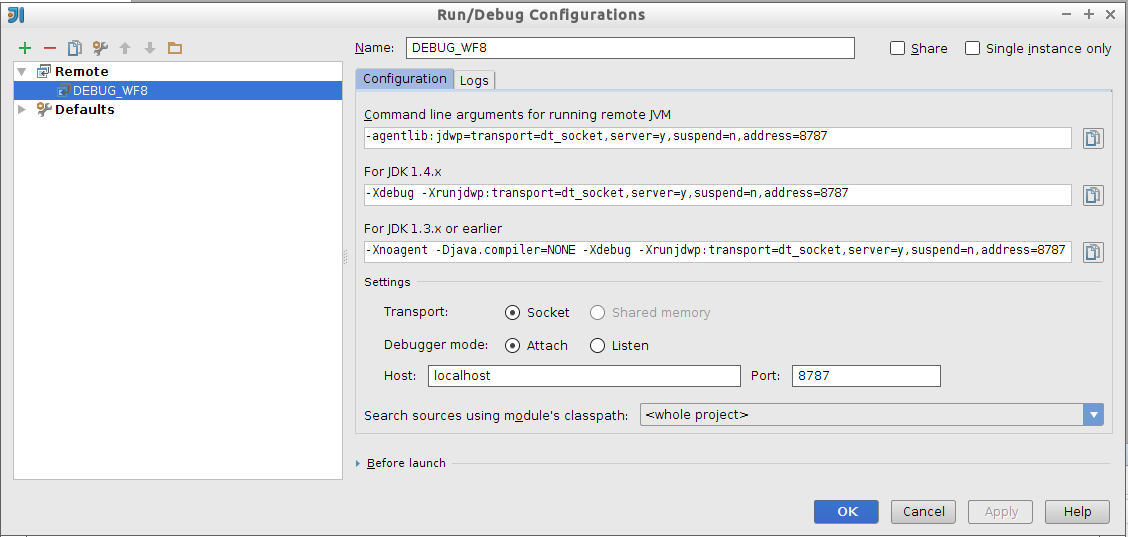 Run/Debug Configurations
Name: DEBUG_WF8 Share Single instance only
Remote
DEBUG_WF8
Defaults
Configuration Logs
Command line arguments for running remote JVM
-agentlib:jdwp=transport=dt_socket,server=y,suspend=n,address=8787
For JDK 1.4.x
-Xdebug -Xrunjdwp:transport=dt_socket,server=y,suspend=n,address=8787
For JDK 1.3.x or earlier
-Xnoagent -Djava.compiler=NONE -Xdebug -Xrunjdwp:transport=dt_socket,server=y,suspend=n,address=8787
Settings
Transport: Socket Shared memory
Debugger mode: Attach Listen
Host: localhost Port: 8787
Search sources using module's classpath: <whole project>
Before launch
OK Cancel Apply Help